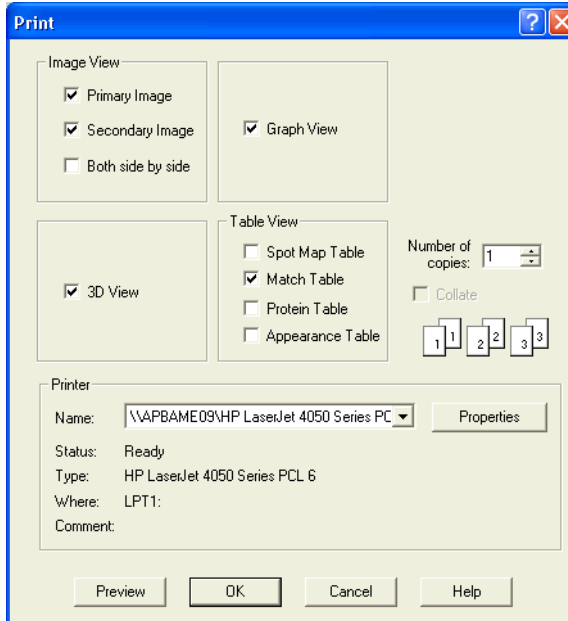 Print
Image View
Primary Image
Secondary Image
Both side by side
Graph View
3D View
Table View
Spot Map Table
Match Table
Protein Table
Appearance Table
Number of
copies: 1
Collate
1 1 2 2 3 3
Printer
Name: \\APBAME09\HP LaserJet 4050 Series PC
Properties
Status: Ready
Type: HP LaserJet 4050 Series PCL 6
Where: LPT1:
Comment:
Preview OK Cancel Help